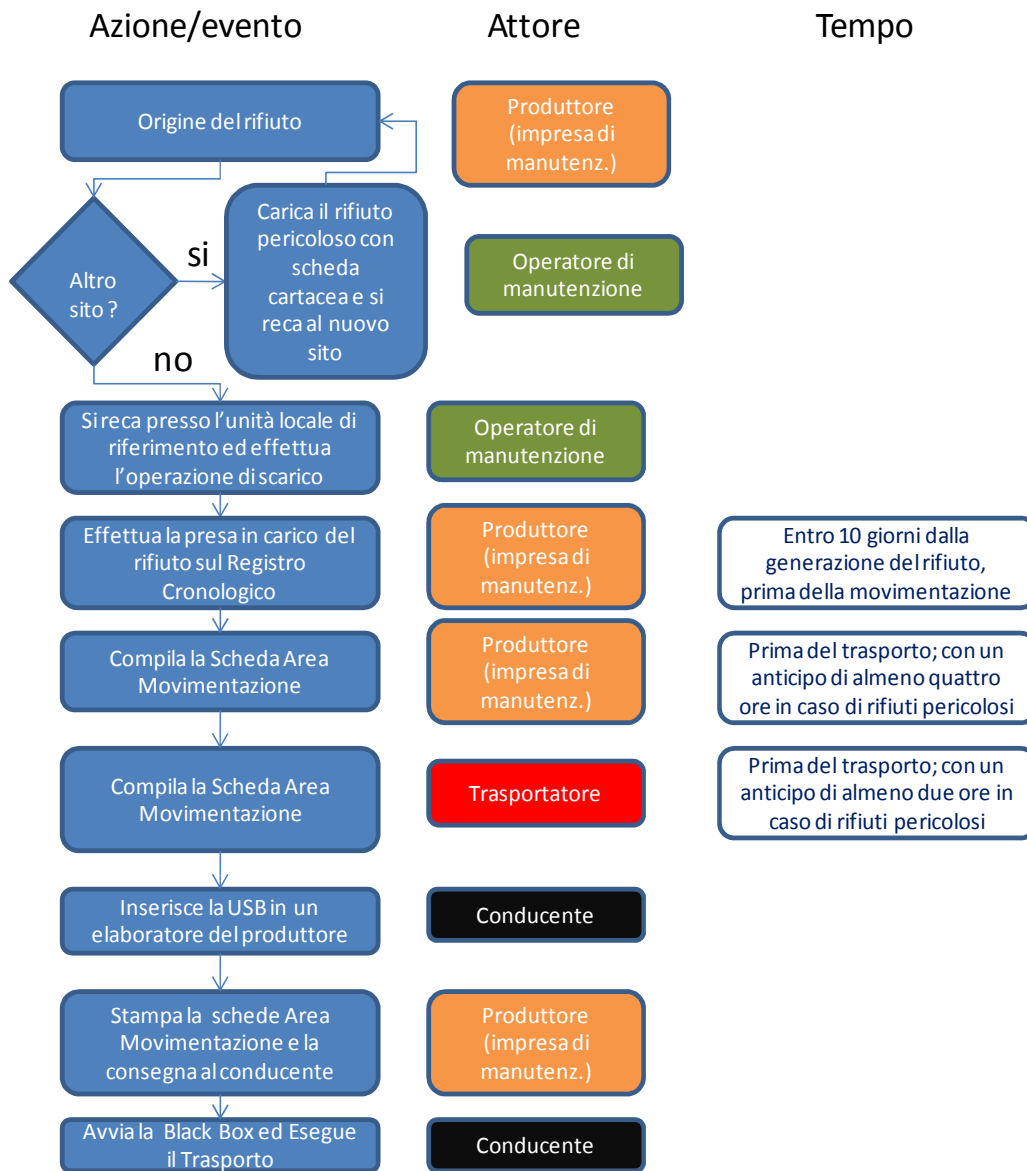 Azione/evento
Attore
Tempo
Origine del rifiuto
Produttore
(impresa di
manutenz.)
Altro
sito ?
si
no
Carica il rifiuto
pericoloso con
scheda
cartacea e si
reca al nuovo
sito
Operatore di
manutenzione
Si reca presso l'unità locale di
riferimento ed effettua
l'operazione di scarico
Operatore di
manutenzione
Effettua la presa in carico del
rifiuto sul Registro
Cronologico
Produttore
(impresa di
manutenz.)
Entro 10 giorni dalla
generazione del rifiuto,
prima della movimentazione
Compila la Scheda Area
Movimentazione
Produttore
(impresa di
manutenz.)
Prima del trasporto; con un
anticipo di almeno quattro
ore in caso di rifiuti pericolosi
Compila la Scheda Area
Movimentazione
Trasportatore
Prima del trasporto; con un
anticipo di almeno due ore in
caso di rifiuti pericolosi
Inserisce la USB in un
elaboratore del produttore
Conducente
Stampa la schede Area
Movimentazione e la
consegna al conducente
Produttore
(impresa di
manutenz.)
Avvia la Black Box ed Esegue
il Trasporto
Conducente